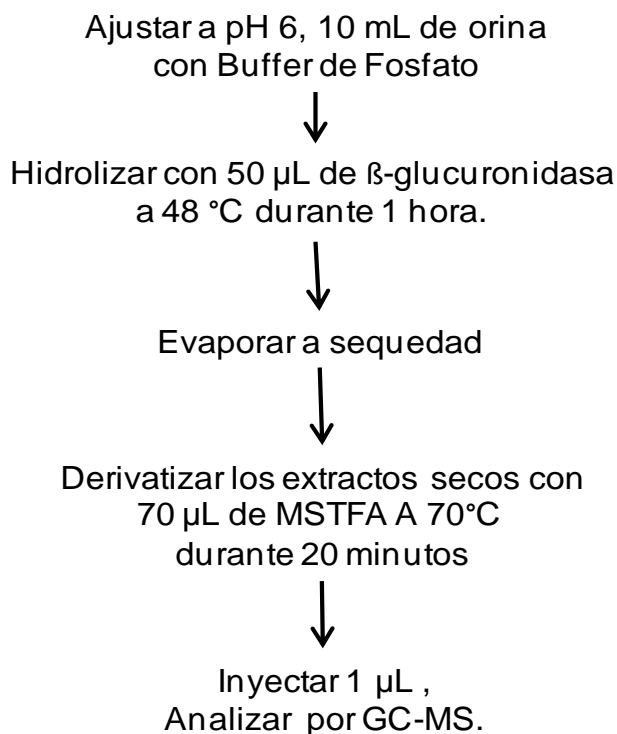 Ajustar a pH 6, 10 mL de orina
con Buffer de Fosfato
Hidrolizar con 50 µL de ß-glucuronidasa
a 48 °C durante 1 hora.
Evaporar a sequedad
Derivatizar los extractos secos con
70 µL de MSTFA A 70°C
durante 20 minutos
Inyectar 1 µL ,
Analizar por GC-MS.